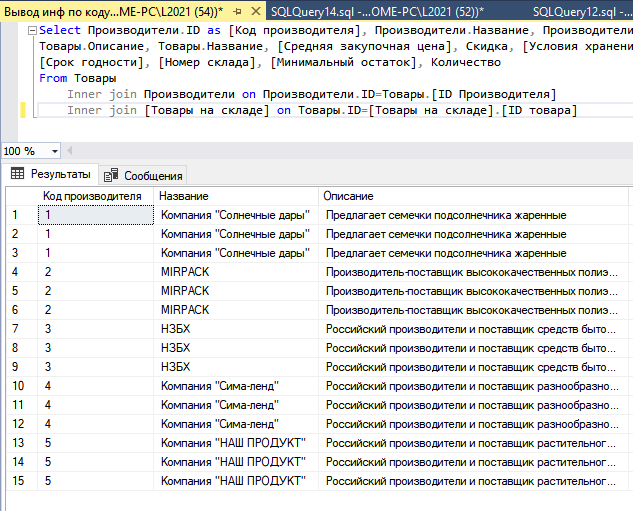 Вывод инф по коду...ME-PC\L2021 (54))* SQLQuery14.sql -...OME-PC\L2021 (52))* SQLQuery12.sql -...
Select Производители.ID as [Код производителя], Производители.Название, Производители
Товары.Описание, Товары.Название, [Средняя закупочная цена], Скидка, [Условия хранени
[Срок годности], [Номер склада], [Минимальный остаток], Количество
From Товары
Inner join Производители on Производители.ID=Товары.[ID Производителя]
Inner join [Товары на складе] on Товары.ID=[Товары на складе].[ID товара]
100 %
Результаты Сообщения
Код производителя Название Описание
1 1 Компания "Солнечные дары" Предлагает семечки подсолнечника жаренные
2 1 Компания "Солнечные дары" Предлагает семечки подсолнечника жаренные
3 1 Компания "Солнечные дары" Предлагает семечки подсолнечника жаренные
4 2 MIRPACK Производитель-поставщик высококачественных полиэ...
5 2 MIRPACK Производитель-поставщик высококачественных полиэ...
6 2 MIRPACK Производитель-поставщик высококачественных полиэ...
7 3 НЗБХ Российский производители и поставщик средств быто...
8 3 НЗБХ Российский производители и поставщик средств быто...
9 3 НЗБХ Российский производители и поставщик средств быто...
10 4 Компания "Сима-ленд" Российский производители и поставщик разнообразно...
11 4 Компания "Сима-ленд" Российский производители и поставщик разнообразно...
12 4 Компания "Сима-ленд" Российский производители и поставщик разнообразно...
13 5 Компания "НАШ ПРОДУКТ" Российский производители и поставщик растительног...
14 5 Компания "НАШ ПРОДУКТ" Российский производители и поставщик растительног...
15 5 Компания "НАШ ПРОДУКТ" Российский производители и поставщик растительног...